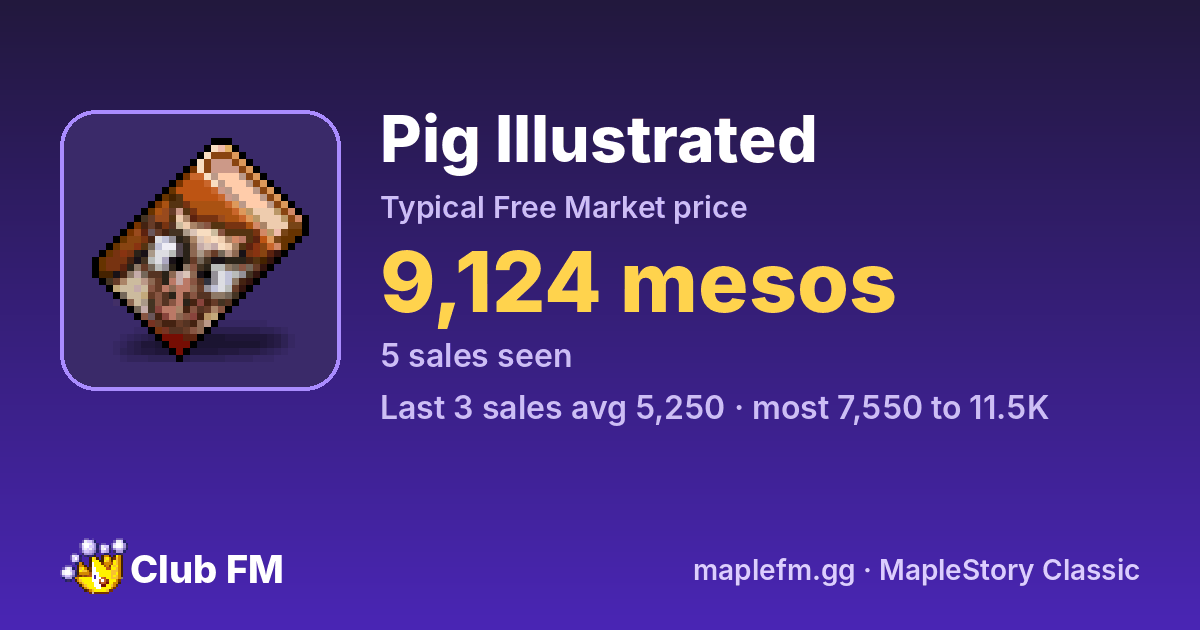 Pig Illustrated
Typical Free Market price
9,124 mesos
5 sales seen
Last 3 sales avg 5,250 · most 7,550 to 11.5K
Club FM
maplefm.gg · MapleStory Classic